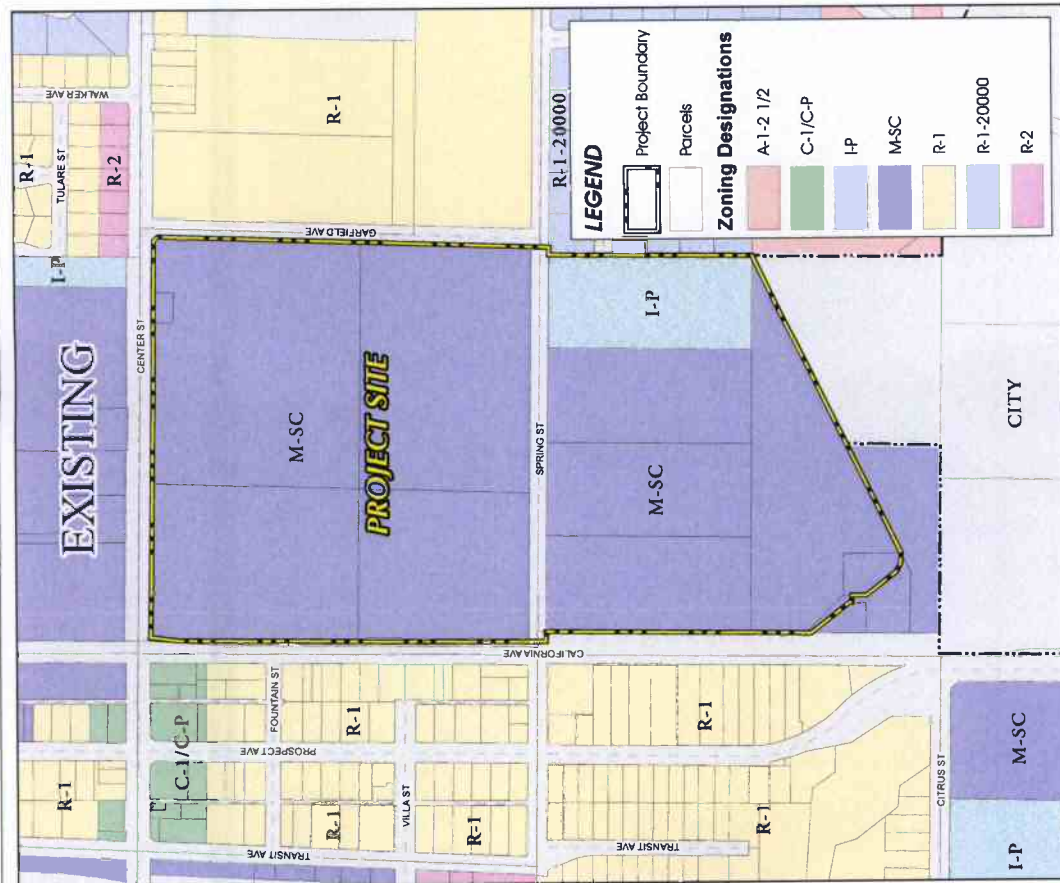 EXISTING
R-1
TULARE ST
WALKER AVE
R-2
I-P
CENTER ST
R-1
GARFIELD AVE
M-SC
PROJECT SITE
C-1/C-P
FOUNTAIN ST
R-1
PROSPECT AVE
R-1
R-1
VILLA ST
R-1
TRANSIT AVE
CALIFORNIA AVE
SPRING ST
R-1-20000
I-P
M-SC
R-1
R-1
TRANSIT AVE
CITRUS ST
CITY
M-SC
I-P
LEGEND
Project Boundary
Parcels
Zoning Designations
A-1-2 1/2
C-1/C-P
I-P
M-SC
R-1
R-1-20000
R-2